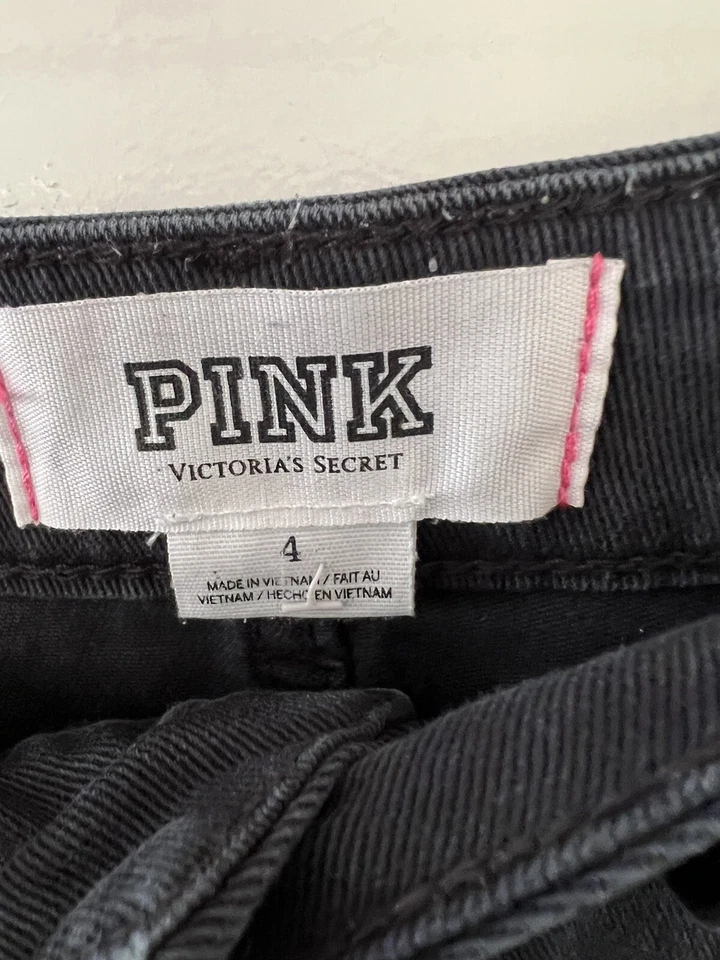 PINK
VICTORIA'S SECRET
4
MADE IN VIETNAM / FAIT AU
VIETNAM / HECHO EN VIETNAM